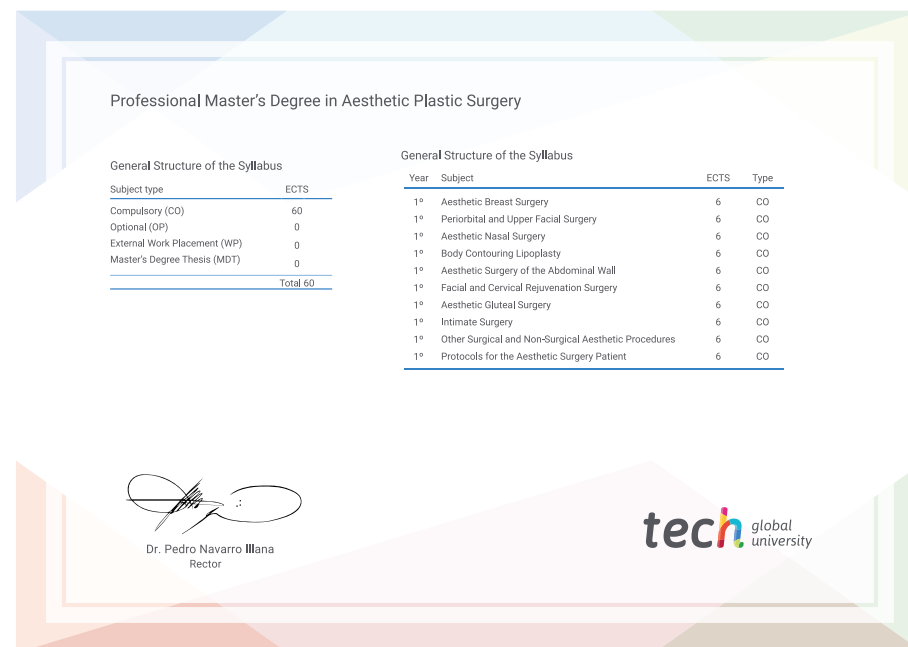 Professional Master's Degree in Aesthetic Plastic Surgery
General Structure of the Syllabus
Subject type ECTS
Compulsory (CO) 60
Optional (OP) 0
External Work Placement (WP) 0
Master's Degree Thesis (MDT) 0
Total 60
General Structure of the Syllabus
Year Subject ECTS Type
1º Aesthetic Breast Surgery 6 CO
1º Periorbital and Upper Facial Surgery 6 CO
1º Aesthetic Nasal Surgery 6 CO
1º Body Contouring Lipoplasty 6 CO
1º Aesthetic Surgery of the Abdominal Wall 6 CO
1º Facial and Cervical Rejuvenation Surgery 6 CO
1º Aesthetic Gluteal Surgery 6 CO
1º Intimate Surgery 6 CO
1º Other Surgical and Non-Surgical Aesthetic Procedures 6 CO
1º Protocols for the Aesthetic Surgery Patient 6 CO
Dr. Pedro Navarro Illana
Rector
tech global university